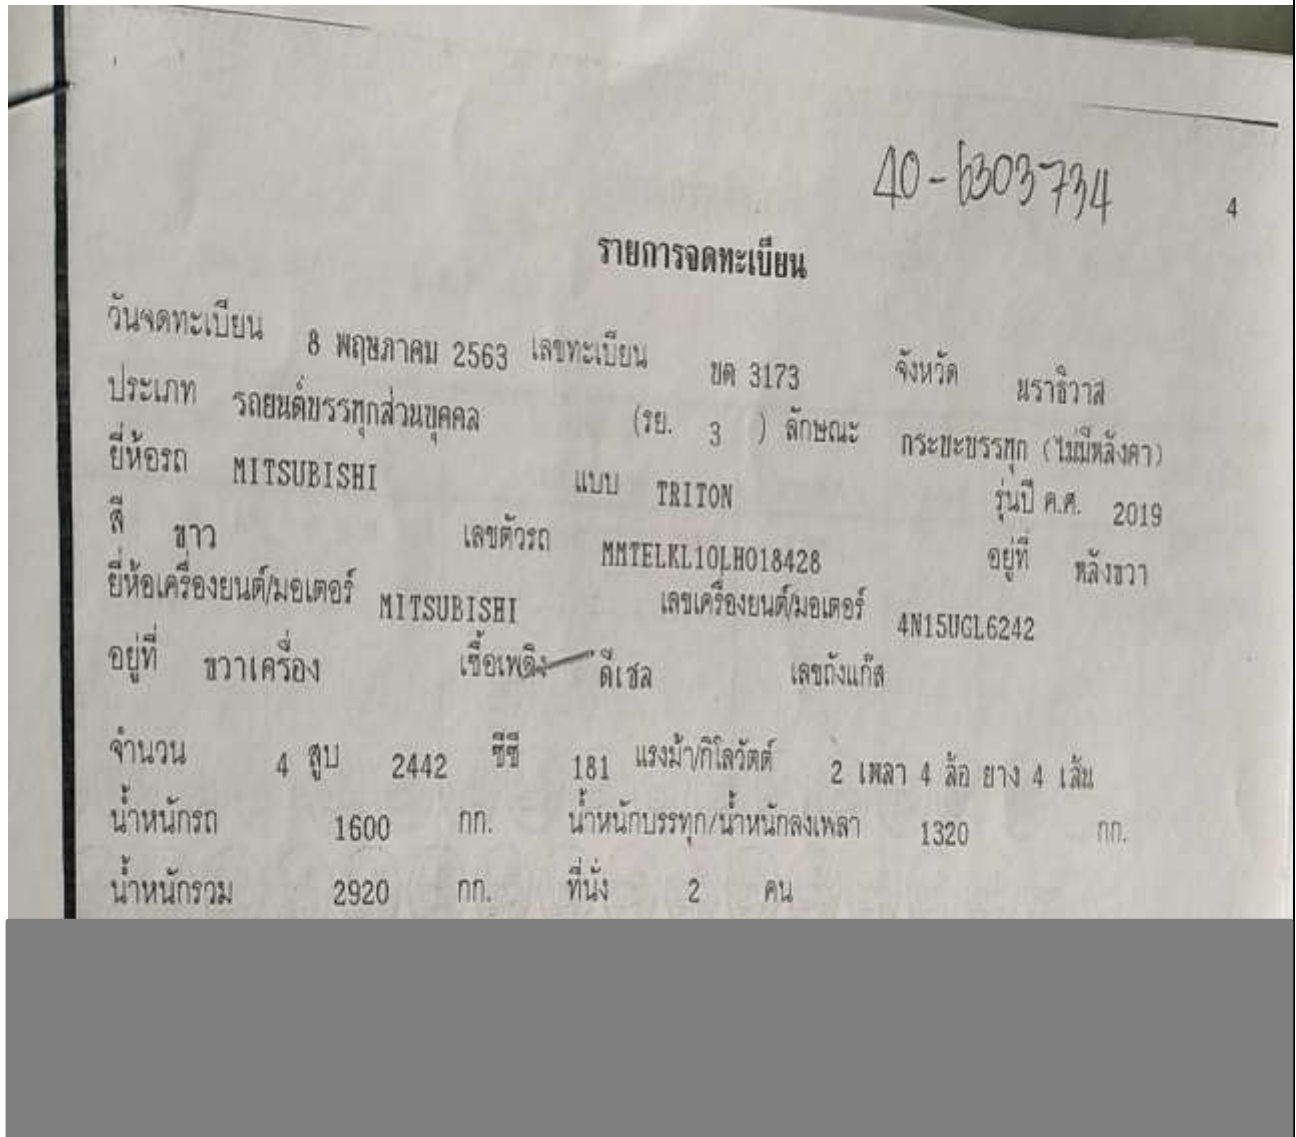 40-6303734
4
รายการจดทะเบียน
วันจดทะเบียน 8 พฤษภาคม 2563 เลขทะเบียน ขต 3173 จังหวัด นราธิวาส
ประเภท รถยนต์บรรทุกส่วนบุคคล (รย. 3 ) ลักษณะ กระบะบรรทุก (ไม่มีหลังคา)
ยี่ห้อรถ MITSUBISHI แบบ TRITON รุ่นปี ค.ศ. 2019
สี ขาว เลขตัวรถ MMTELKL10LH018428 อยู่ที่ หลังขวา
ยี่ห้อเครื่องยนต์/มอเตอร์ MITSUBISHI เลขเครื่องยนต์/มอเตอร์ 4N15UGL6242
อยู่ที่ ขวาเครื่อง เชื้อเพลิง ดีเซล เลขถังแก๊ส
จำนวน 4 สูบ 2442 ซีซี 181 แรงม้า/กิโลวัตต์ 2 เพลา 4 ล้อ ยาง 4 เส้น
น้ำหนักรถ 1600 กก. น้ำหนักบรรทุก/น้ำหนักลงเพลา 1320 กก.
น้ำหนักรวม 2920 กก. ที่นั่ง 2 คน